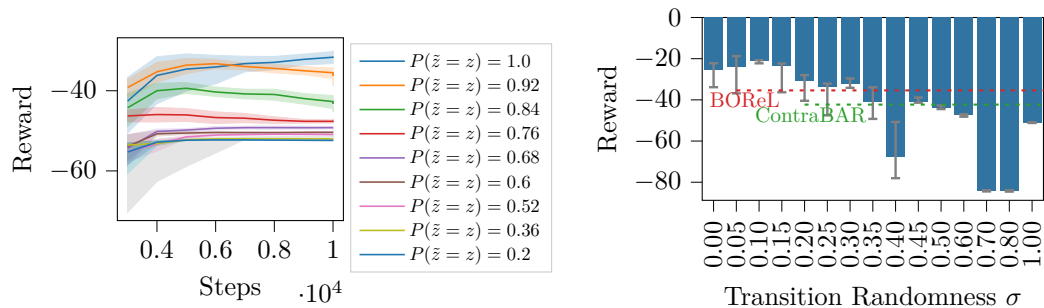 Reward
−40
−60
0.4
0.6
0.8
1
Steps
·10⁴
P(z̃ = z) = 1.0
P(z̃ = z) = 0.92
P(z̃ = z) = 0.84
P(z̃ = z) = 0.76
P(z̃ = z) = 0.68
P(z̃ = z) = 0.6
P(z̃ = z) = 0.52
P(z̃ = z) = 0.36
P(z̃ = z) = 0.2
Reward
0
−20
−40
−60
−80
BOReL
ContraBAR
0.00
0.05
0.10
0.15
0.20
0.25
0.30
0.35
0.40
0.45
0.50
0.60
0.70
0.80
1.00
Transition Randomness σ